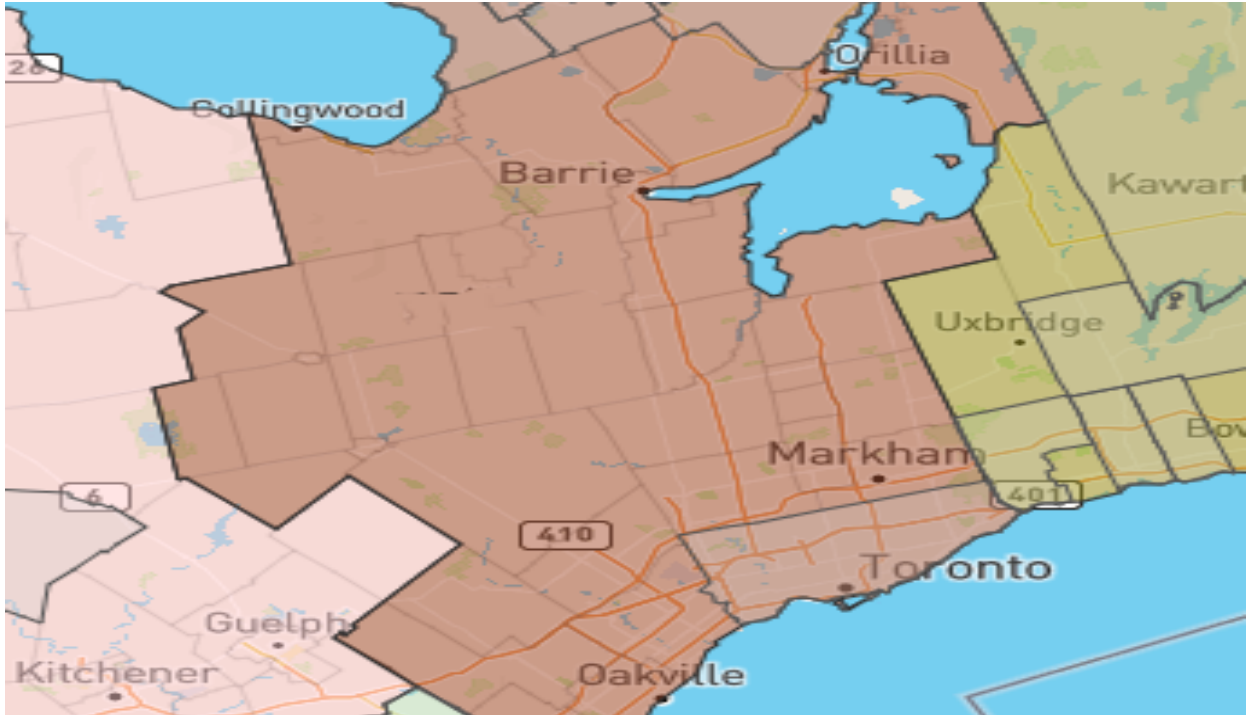 Orillia
26
Collingwood
Barrie
Kawart
Uxbridge
Bow
Markham
6
401
410
Toronto
Guelph
Oakville
Kitchener